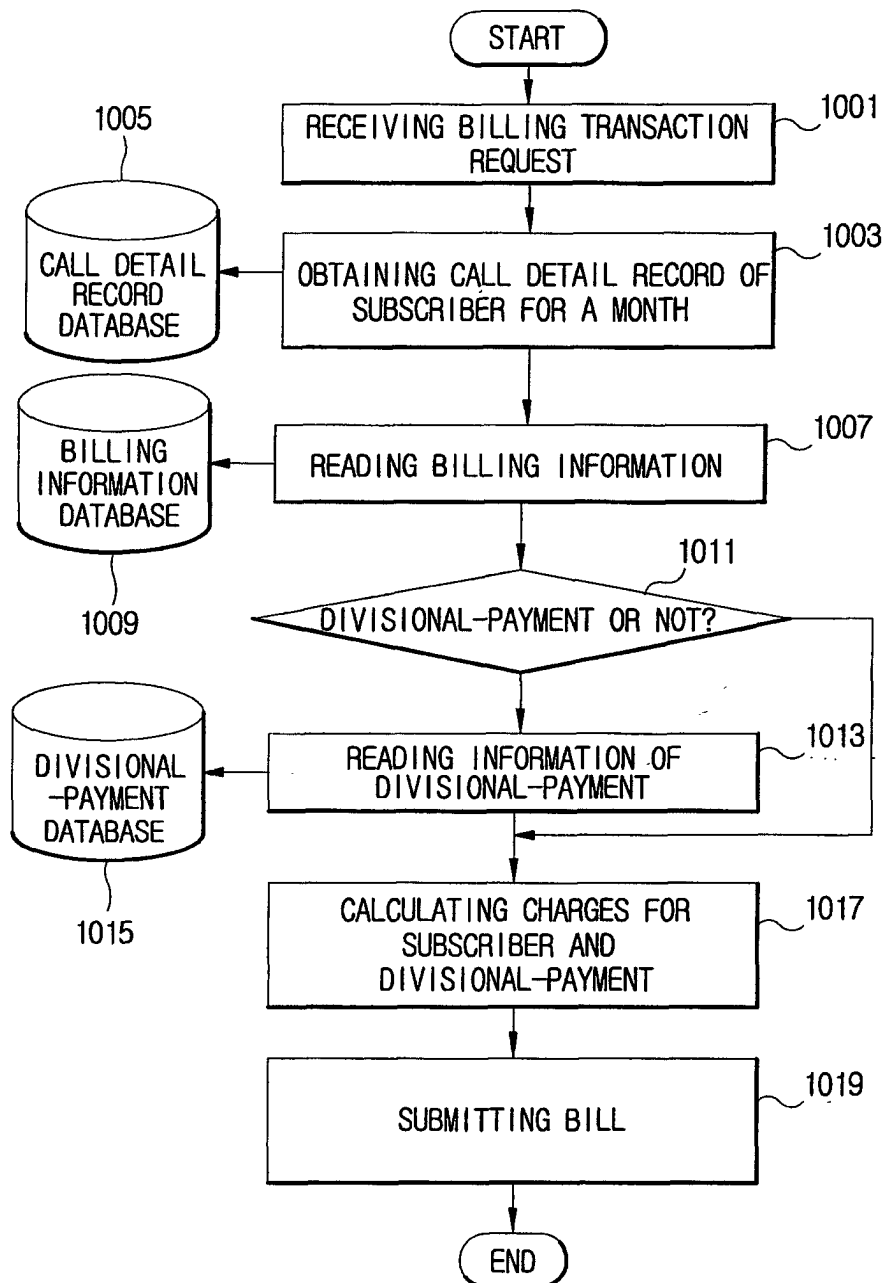 START
1001
RECEIVING BILLING TRANSACTION
REQUEST
1005
CALL DETAIL
RECORD
DATABASE
1003
OBTAINING CALL DETAIL RECORD OF
SUBSCRIBER FOR A MONTH
BILLING
INFORMATION
DATABASE
1009
1007
READING BILLING INFORMATION
1011
DIVISIONAL-PAYMENT OR NOT?
DIVISIONAL
-PAYMENT
DATABASE
1015
1013
READING INFORMATION OF
DIVISIONAL-PAYMENT
CALCULATING CHARGES FOR
SUBSCRIBER AND
DIVISIONAL-PAYMENT
1017
SUBMITTING BILL
1019
END